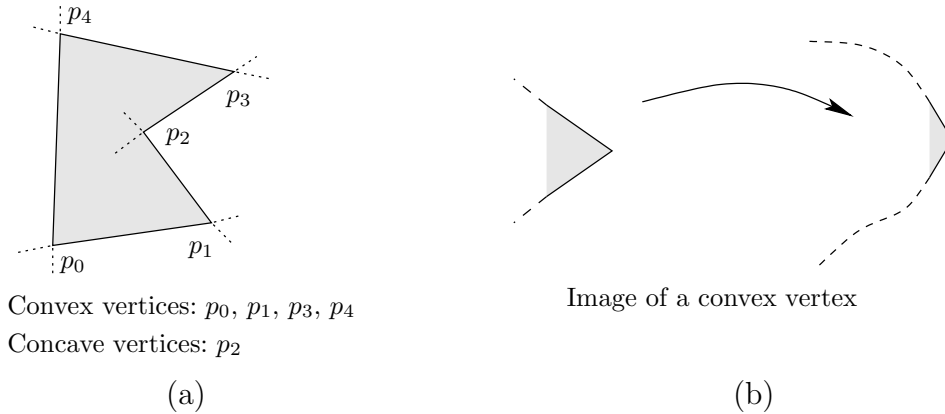 p₄
p₃
p₂
p₁
p₀
Convex vertices: p₀, p₁, p₃, p₄
Concave vertices: p₂
(a)
Image of a convex vertex
(b)